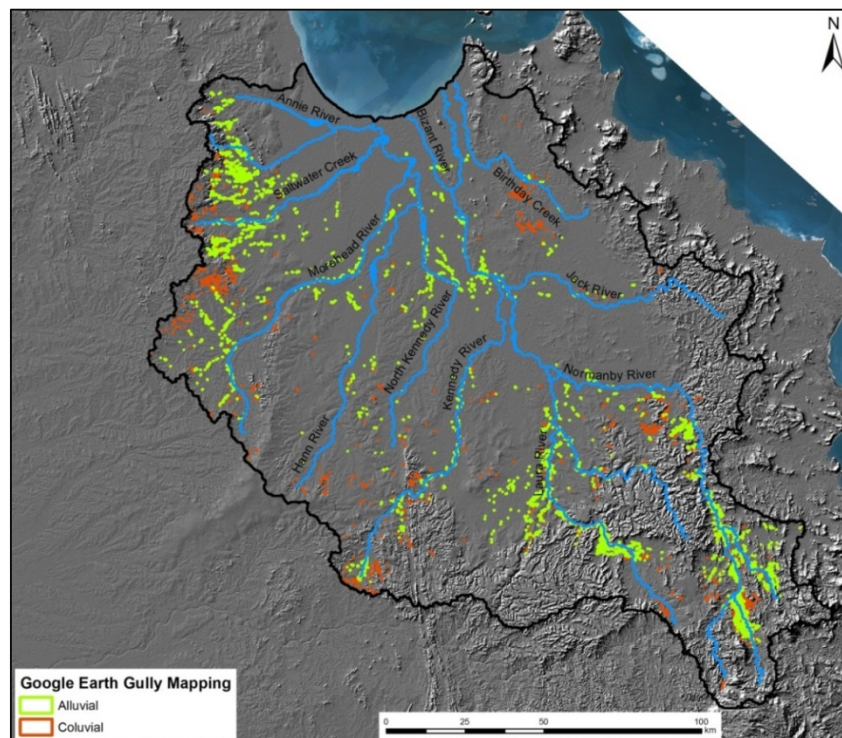 N
Annie River
Bizant River
Saltwater Creek
Birthday Creek
Morehead River
Jock River
North Kennedy River
Kennedy River
Normanby River
Hann River
Laura River
Google Earth Gully Mapping
Alluvial
Coluvial
0 25 50 100
km